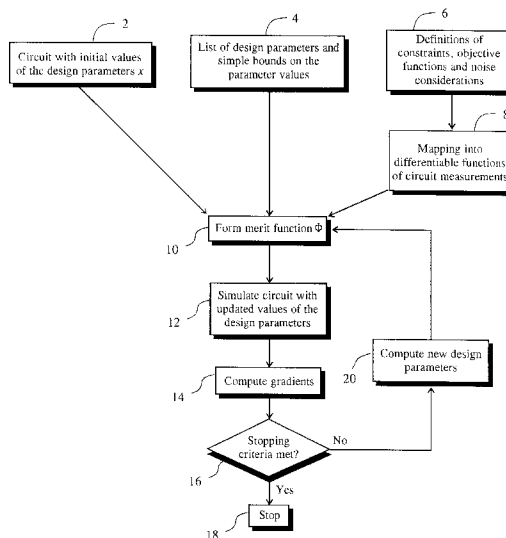 2
Circuit with initial values
of the design parameters x
4
List of design parameters and
simple bounds on the
parameter values
6
Definitions of
constraints, objective
functions and noise
considerations
8
Mapping into
differentiable functions
of circuit measurements
Form merit function Φ
10
Simulate circuit with
updated values of the
design parameters
12
Compute gradients
14
Stopping
criteria met?
16
No
Yes
Compute new design
parameters
20
Stop
18